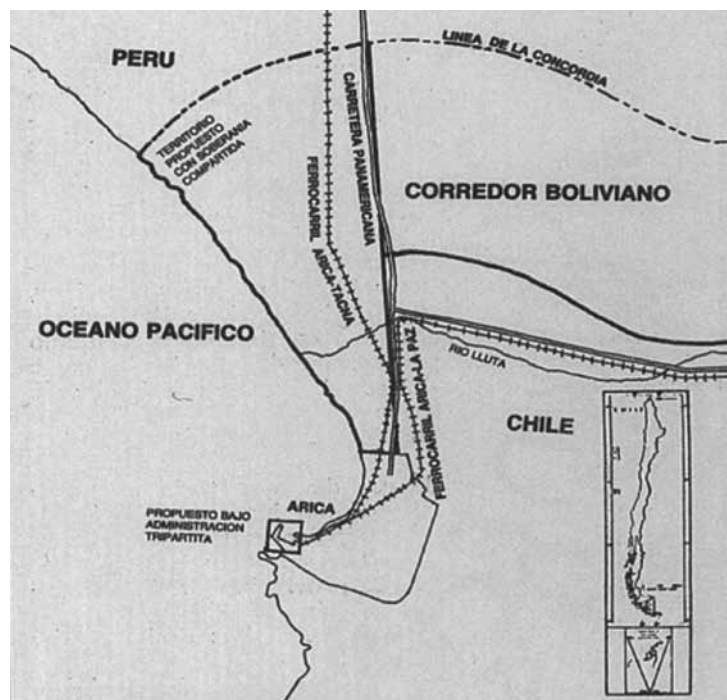 PERU
LINEA DE LA CONCORDIA
TERRITORIO
PROPUESTO
CON SOBERANIA
COMPARTIDA
CARRETERA PANAMERICANA
FERROCARRIL ARICA-TACNA
CORREDOR BOLIVIANO
OCEANO PACIFICO
RIO LLUTA
FERROCARRIL ARICA-LA PAZ
CHILE
ARICA
PROPUESTO BAJO
ADMINISTRACION
TRIPARTITA